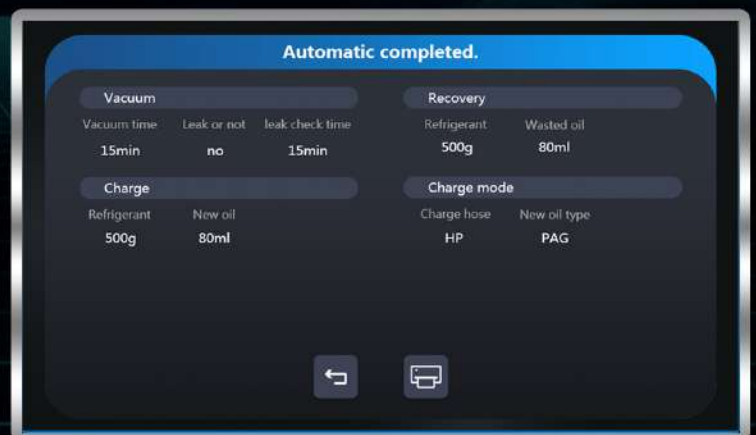 Automatic completed.
Vacuum
Recovery
Vacuum time Leak or not leak check time
Refrigerant Wasted oil
15min no 15min
500g 80ml
Charge
Charge mode
Refrigerant New oil
Charge hose New oil type
500g 80ml
HP PAG